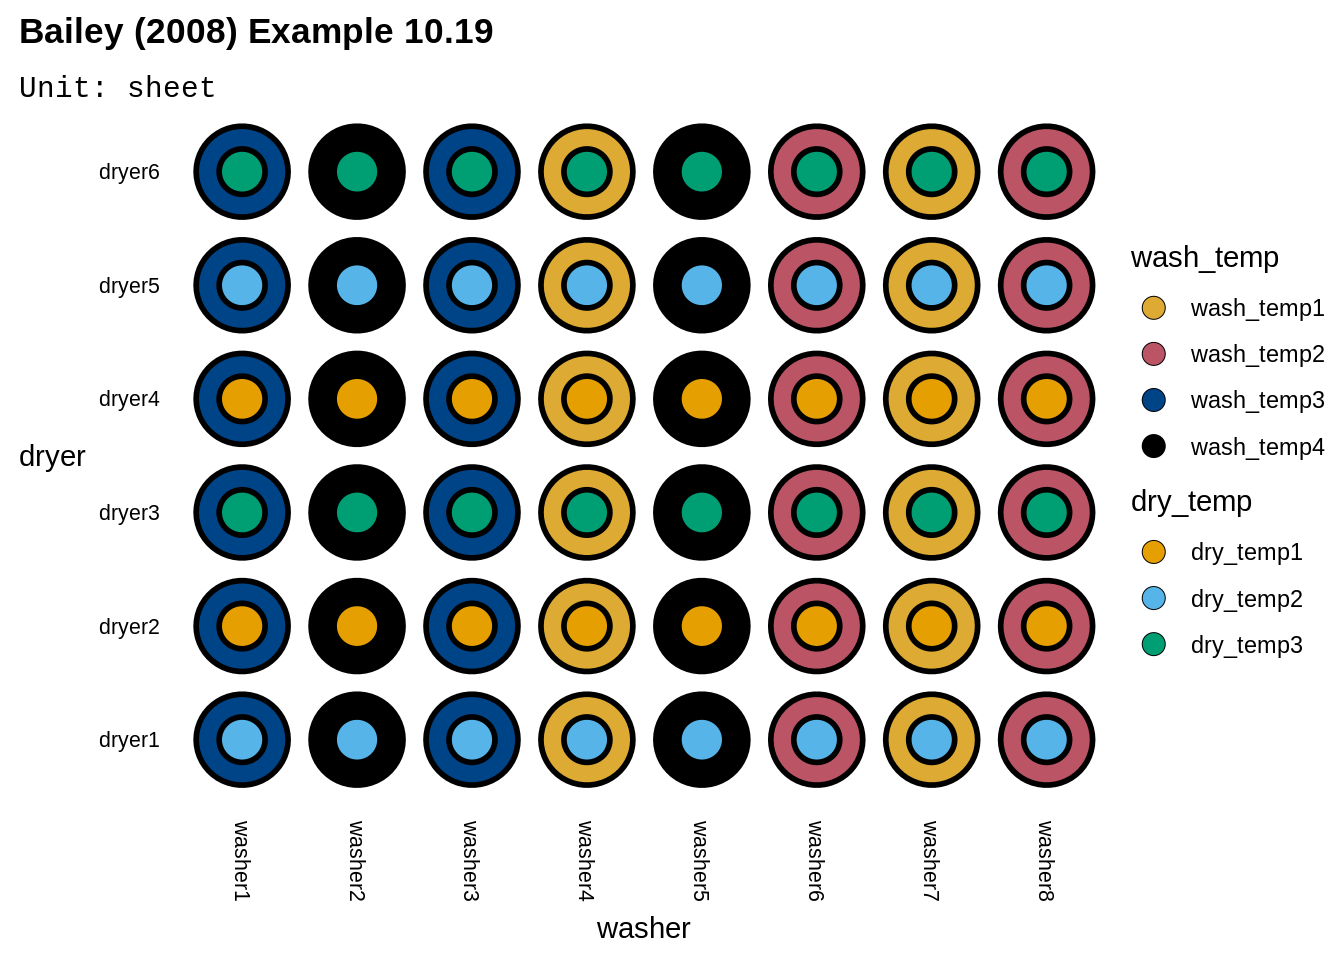 Bailey (2008) Example 10.19
Unit: sheet
dryer6
dryer5
dryer4
dryer3
dryer2
dryer1
dryer
washer1
washer2
washer3
washer4
washer5
washer6
washer7
washer8
washer
wash_temp
wash_temp1
wash_temp2
wash_temp3
wash_temp4
dry_temp
dry_temp1
dry_temp2
dry_temp3